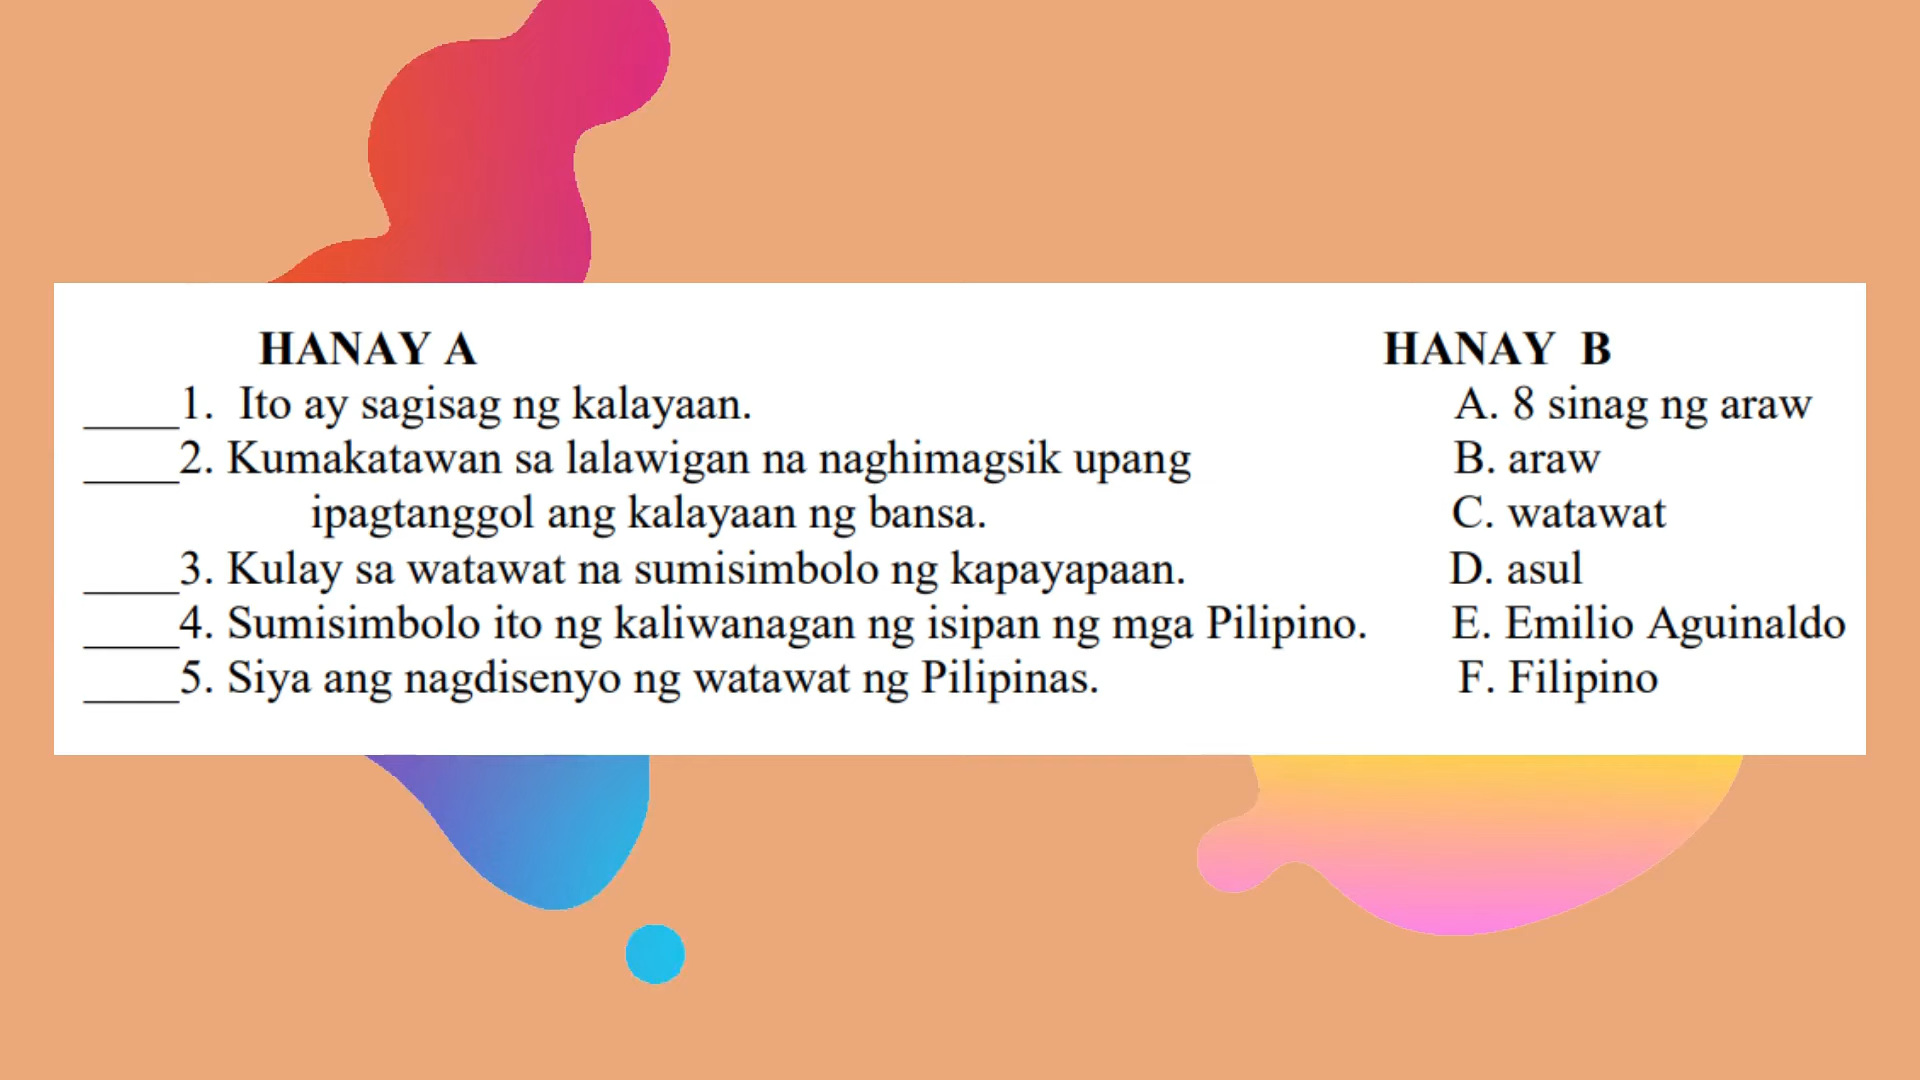 HANAY A HANAY B
_____1. Ito ay sagisag ng kalayaan. A. 8 sinag ng araw
_____2. Kumakatawan sa lalawigan na naghimagsik upang B. araw
ipagtanggol ang kalayaan ng bansa. C. watawat
_____3. Kulay sa watawat na sumisimbolo ng kapayapaan. D. asul
_____4. Sumisimbolo ito ng kaliwanagan ng isipan ng mga Pilipino. E. Emilio Aguinaldo
_____5. Siya ang nagdisenyo ng watawat ng Pilipinas. F. Filipino